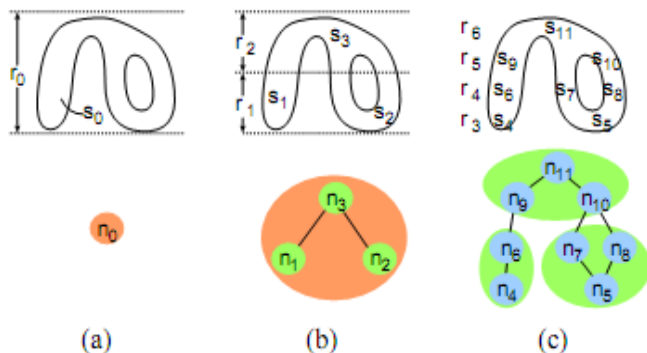 r0 s0
r2 r1 s3 s1 s2
r6 s11
r5 s9 s10
r4 s6 s7 s8
r3 s4 s5
n0
n3
n1 n2
n11
n9 n10
n6 n7 n8
n4 n5
(a) (b) (c)